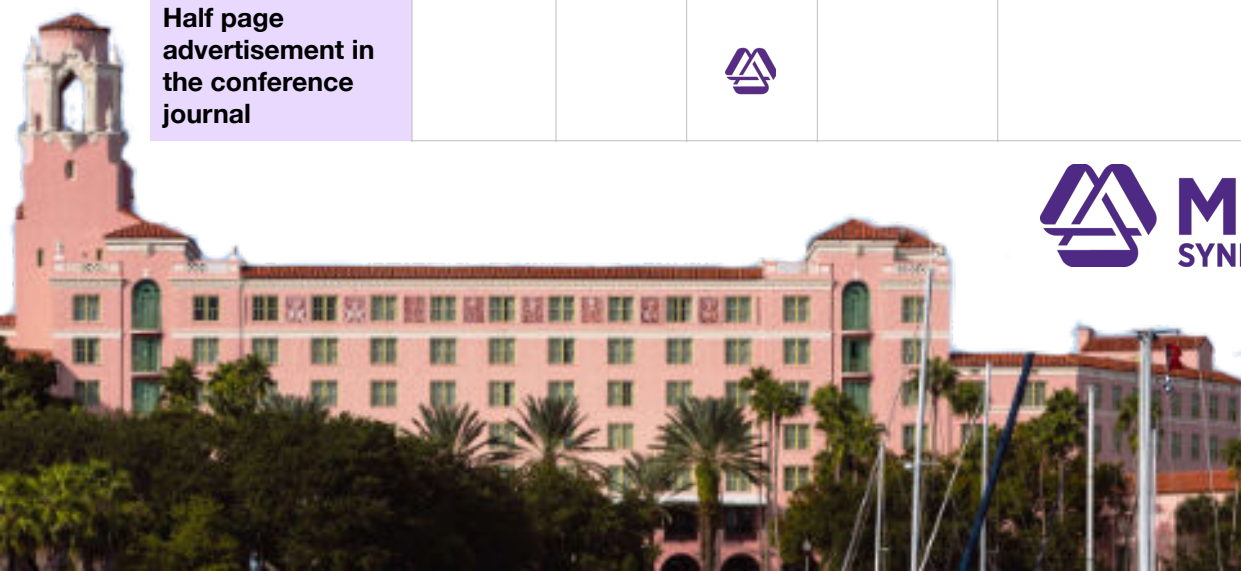 Half page
advertisement in
the conference
journal
M
SYN